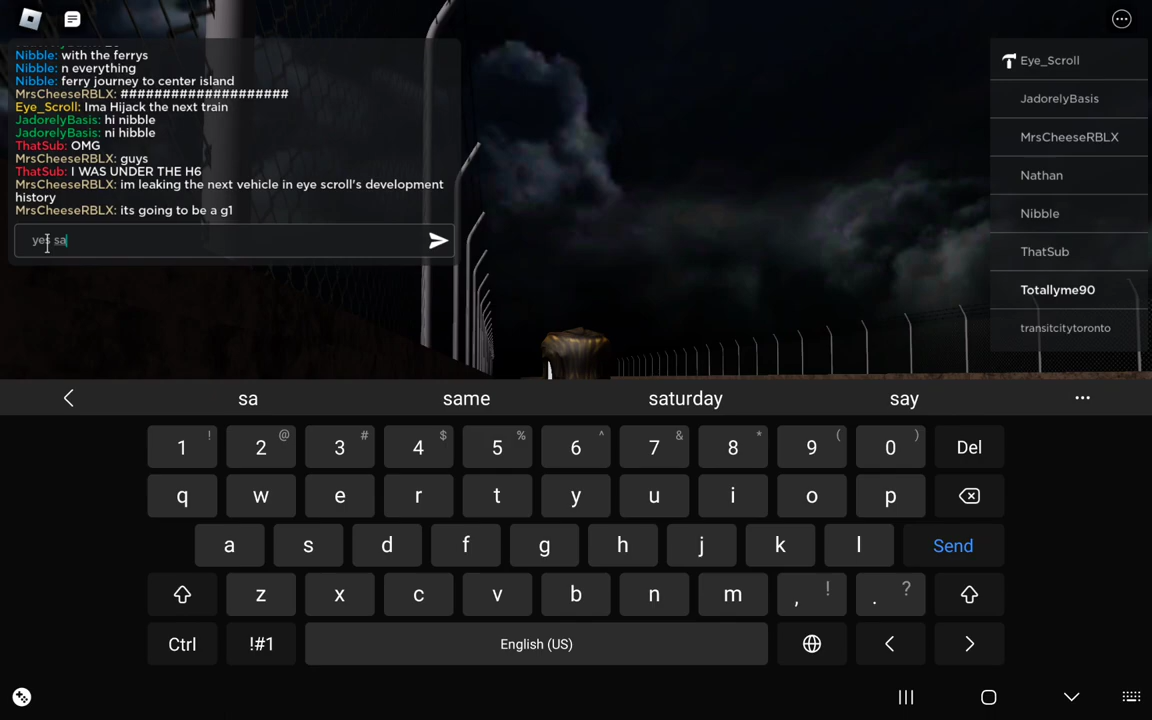 Nibble: with the ferrys
Nibble: n everything
Nibble: ferry journey to center island
MrsCheeseRBLX: ####################
Eye_Scroll: Ima Hijack the next train
JadorelyBasis: hi nibble
JadorelyBasis: ni hibble
ThatSub: OMG
MrsCheeseRBLX: guys
ThatSub: I WAS UNDER THE H6
MrsCheeseRBLX: im leaking the next vehicle in eye scroll's development
history
MrsCheeseRBLX: its going to be a g1
yes sa
Eye_Scroll
JadorelyBasis
MrsCheeseRBLX
Nathan
Nibble
ThatSub
Totallyme90
transitcitytoronto
sa same saturday say
1 ! 2 @ 3 # 4 $ 5 % 6 ^ 7 & 8 * 9 ( 0 ) Del
q w e r t y u i o p
a s d f g h j k l Send
z x c v b n m , ! . ?
Ctrl !#1 English (US)